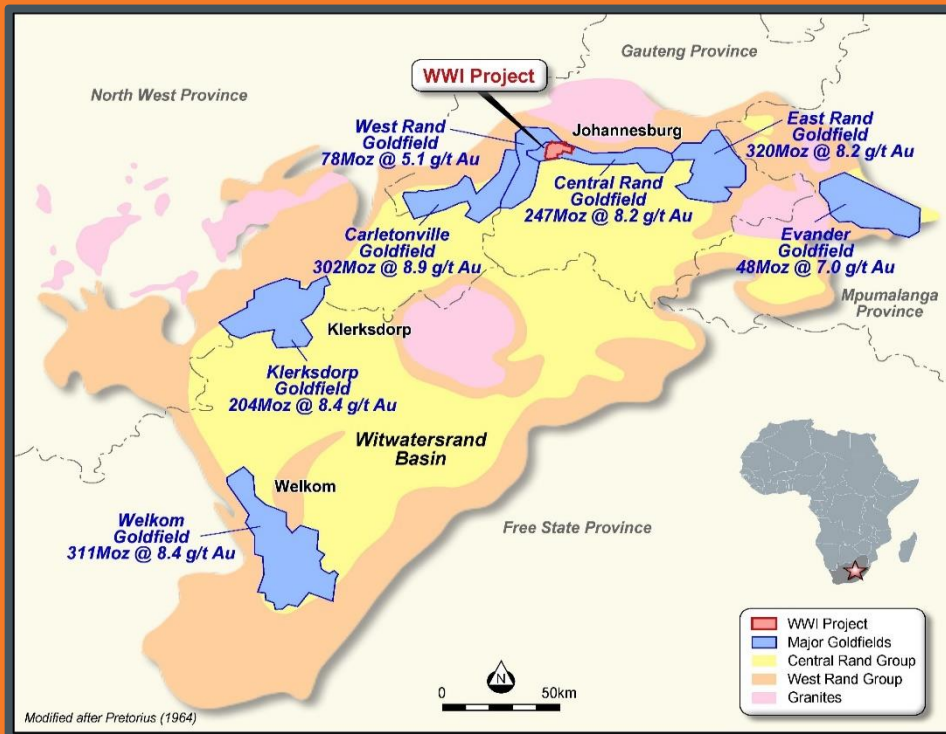 Gauteng Province
WWI Project
North West Province
West Rand
Goldfield
78Moz @ 5.1 g/t Au
Johannesburg
East Rand
Goldfield
320Moz @ 8.2 g/t Au
Central Rand
Goldfield
247Moz @ 8.2 g/t Au
Carletonville
Goldfield
302Moz @ 8.9 g/t Au
Evander
Goldfield
48Moz @ 7.0 g/t Au
Mpumalanga
Province
Klerksdorp
Klerksdorp
Goldfield
204Moz @ 8.4 g/t Au
Witwatersrand
Basin
Welkom
Welkom
Goldfield
311Moz @ 8.4 g/t Au
Free State Province
WWI Project
Major Goldfields
Central Rand Group
West Rand Group
Granites
N
0 50km
Modified after Pretorius (1964)